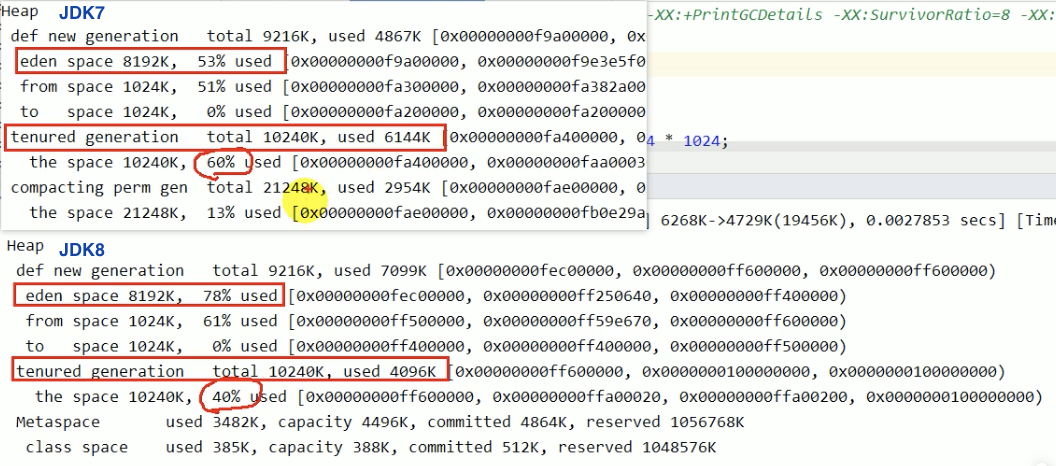 Heap JDK7
-XX:+PrintGCDetails -XX:SurvivorRatio=8 -XX:
def new generation total 9216K, used 4867K [0x00000000f9a00000, 0x
eden space 8192K, 53% used [0x00000000f9a00000, 0x00000000f9e3e5f0
from space 1024K, 51% used [0x00000000fa300000, 0x00000000fa382a00
to space 1024K, 0% used [0x00000000fa200000, 0x00000000fa200000
tenured generation total 10240K, used 6144K [0x00000000fa400000, 0
4 * 1024;
the space 10240K, 60% used [0x00000000fa400000, 0x00000000faa0003
compacting perm gen total 21248K, used 2954K [0x00000000fae00000, 0
the space 21248K, 13% used [0x00000000fae00000, 0x00000000fb0e29a
] 6268K->4729K(19456K), 0.0027853 secs] [Time
Heap JDK8
def new generation total 9216K, used 7099K [0x00000000fec00000, 0x00000000ff600000, 0x00000000ff600000)
eden space 8192K, 78% used [0x00000000fec00000, 0x00000000ff250640, 0x00000000ff400000)
from space 1024K, 61% used [0x00000000ff500000, 0x00000000ff59e670, 0x00000000ff600000)
to space 1024K, 0% used [0x00000000ff400000, 0x00000000ff400000, 0x00000000ff500000)
tenured generation total 10240K, used 4096K [0x00000000ff600000, 0x0000000100000000, 0x0000000100000000)
the space 10240K, 40% used [0x00000000ff600000, 0x00000000ffa00020, 0x00000000ffa00200, 0x0000000100000000)
Metaspace used 3482K, capacity 4496K, committed 4864K, reserved 1056768K
class space used 385K, capacity 388K, committed 512K, reserved 1048576K